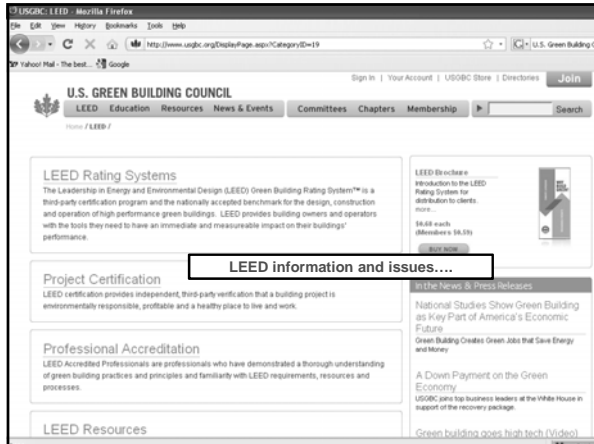 USGBC: LEED - Mozilla Firefox
File Edit View History Bookmarks Tools Help
http://www.usgbc.org/DisplayPage.aspx?CategoryID=19
U.S. Green Building C
Yahoo! Mail - The best... Google
Sign In | Your Account | USGBC Store | Directories Join
U.S. GREEN BUILDING COUNCIL
LEED Education Resources News & Events Committees Chapters Membership Search
Home / LEED /
LEED Rating Systems
The Leadership in Energy and Environmental Design (LEED) Green Building Rating System™ is a
third-party certification program and the nationally accepted benchmark for the design, construction
and operation of high performance green buildings. LEED provides building owners and operators
with the tools they need to have an immediate and measureable impact on their buildings'
performance.
LEED Brochure
Introduction to the LEED
Rating System for
distribution to clients.
more...
$0.60 each
(Members $0.50)
BUY NOW
LEED information and issues....
Project Certification
LEED certification provides independent, third-party verification that a building project is
environmentally responsible, profitable and a healthy place to live and work.
Professional Accreditation
LEED Accredited Professionals are professionals who have demonstrated a thorough understanding
of green building practices and principles and familiarity with LEED requirements, resources and
processes.
LEED Resources
In the News & Press Releases
National Studies Show Green Building
as Key Part of America's Economic
Future
Green Building Creates Green Jobs that Save Energy
and Money
A Down Payment on the Green
Economy
USGBC joins top business leaders at the White House in
support of the recovery package.
Green building goes high tech (Video)